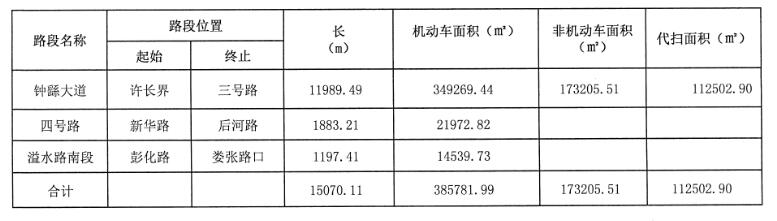 路段名称 路段位置 长 机动车面积（㎡） 非机动车面积 代扫面积（㎡）
起始 终止 （m） （㎡）
钟繇大道 许长界 三号路 11989.49 349269.44 173205.51 112502.90
四号路 新华路 后河路 1883.21 21972.82
溢水路南段 彭化路 娄张路口 1197.41 14539.73
合计 15070.11 385781.99 173205.51 112502.90